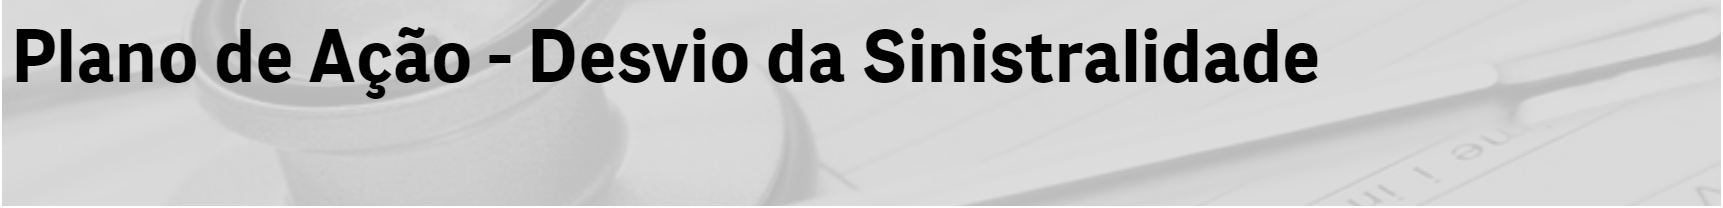 Plano de Ação - Desvio da Sinistralidade